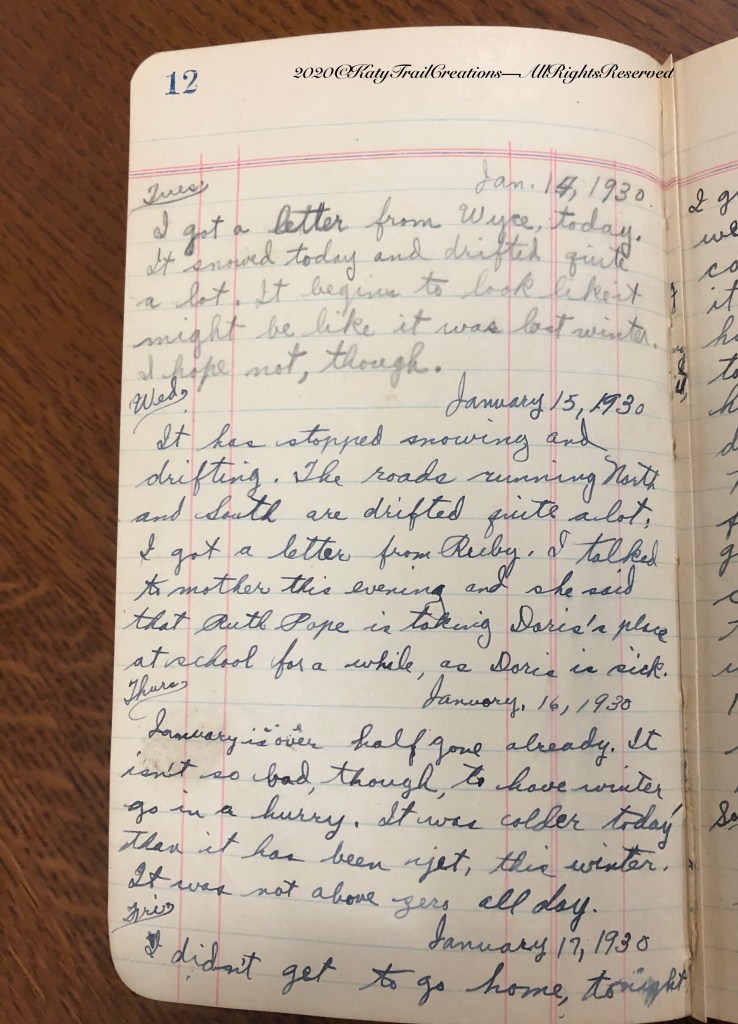 12
2020©KatyTrailCreations—AllRightsReserved
Tues. Jan. 14, 1930.
I got a letter from Wyce, today.
It snowed today and drifted quite
a lot. It begins to look like it
might be like it was last winter.
I hope not, though.
Wed. January 15, 1930
It has stopped snowing and
drifting. The roads running North
and South are drifted quite a lot.
I got a letter from Ruby. I talked
to mother this evening and she said
that Ruth Pope is taking Doris's place
at school for a while, as Doris is sick.
Thurs. January. 16, 1930
January is over half gone already. It
isn't so bad, though, to have winter
go in a hurry. It was colder today
than it has been yet, this winter.
It was not above zero all day.
Fri. January 17, 1930
I didn't get to go home, tonight